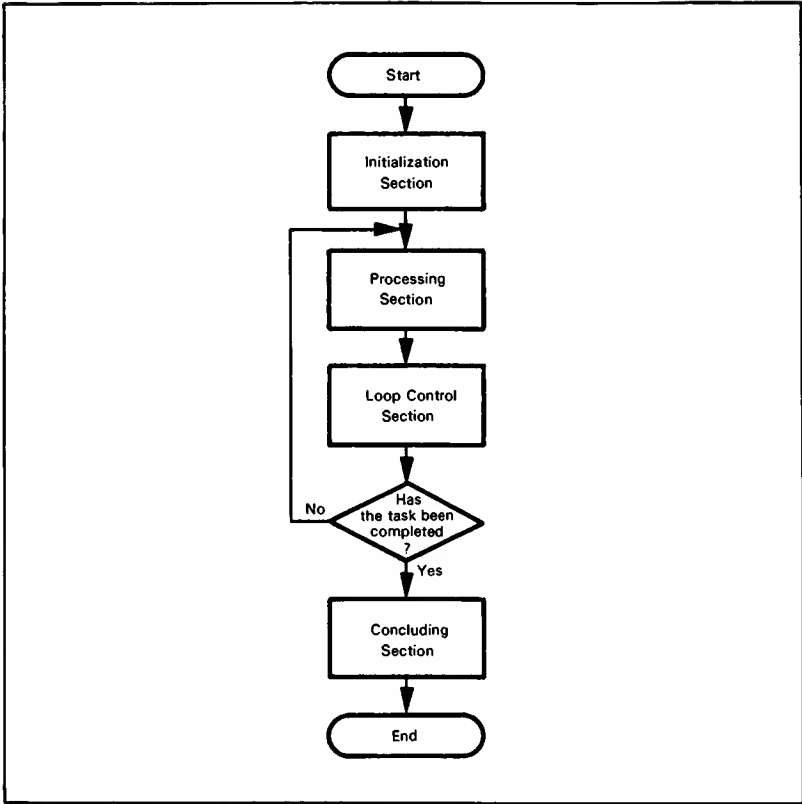 Start
Initialization
Section
Processing
Section
Loop Control
Section
Has
the task been
completed
?
No
Yes
Concluding
Section
End